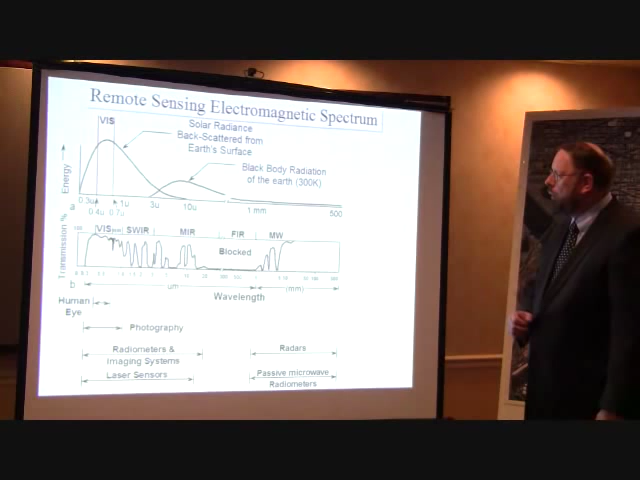 Remote Sensing Electromagnetic Spectrum
VIS
Solar Radiance
Back-Scattered from
Earth's Surface
Black Body Radiation
of the earth (300K)
Energy
0.3u
1u
3u
10u
1 mm
500
0.4u
0.7u
a
Transmission %
100
VIS
SWIR
MIR
FIR
MW
Blocked
b
um
(mm)
Wavelength
Human
Eye
Photography
Radiometers &
Imaging Systems
Radars
Laser Sensors
Passive microwave
Radiometers